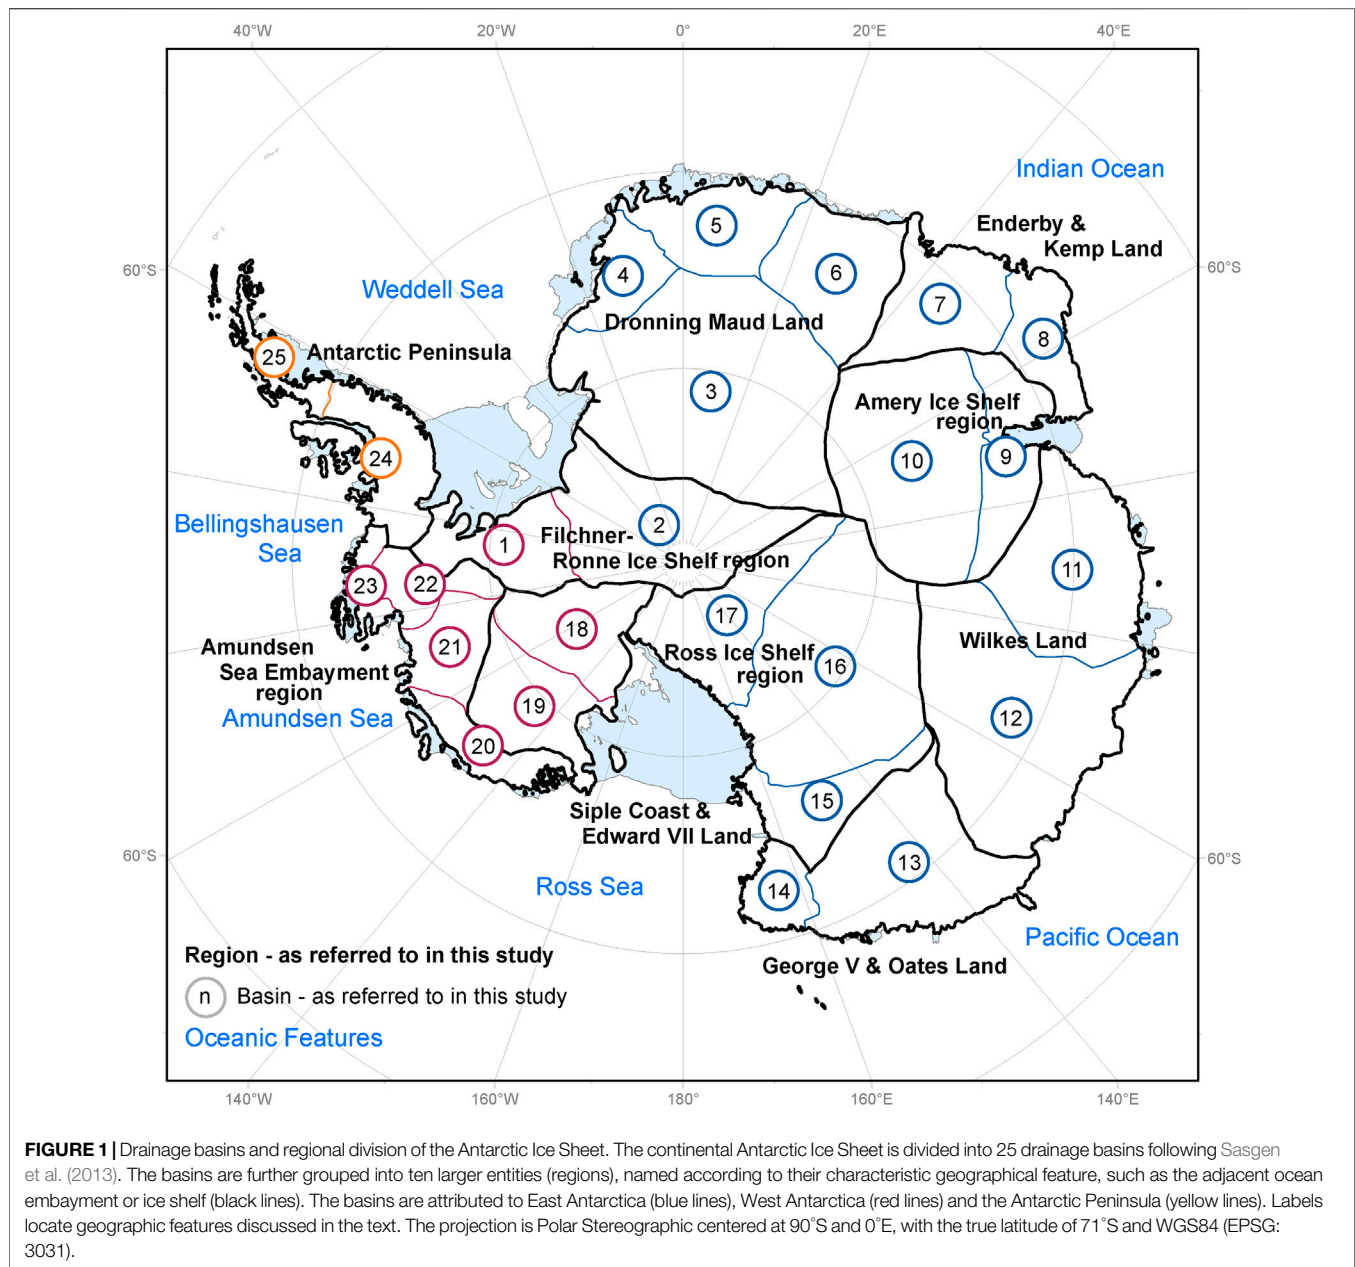 40°W 20°W 0° 20°E 40°E
Indian Ocean
Enderby &
Kemp Land
60°S
60°S
Weddell Sea
5
4
6
7
8
Dronning Maud Land
25
Antarctic Peninsula
3
Amery Ice Shelf
region
24
10
9
Bellingshausen
Sea
2
1
Filchner-
Ronne Ice Shelf region
11
23
22
17
18
21
Wilkes Land
Amundsen
Sea Embayment
region
Ross Ice Shelf
region
16
Amundsen Sea
19
12
20
15
Siple Coast &
Edward VII Land
60°S
60°S
13
14
Ross Sea
Pacific Ocean
George V & Oates Land
Region - as referred to in this study
n Basin - as referred to in this study
Oceanic Features
140°W 160°W 180° 160°E 140°E
FIGURE 1 | Drainage basins and regional division of the Antarctic Ice Sheet. The continental Antarctic Ice Sheet is divided into 25 drainage basins following Sasgen
et al. (2013). The basins are further grouped into ten larger entities (regions), named according to their characteristic geographical feature, such as the adjacent ocean
embayment or ice shelf (black lines). The basins are attributed to East Antarctica (blue lines), West Antarctica (red lines) and the Antarctic Peninsula (yellow lines). Labels
locate geographic features discussed in the text. The projection is Polar Stereographic centered at 90°S and 0°E, with the true latitude of 71°S and WGS84 (EPSG:
3031).